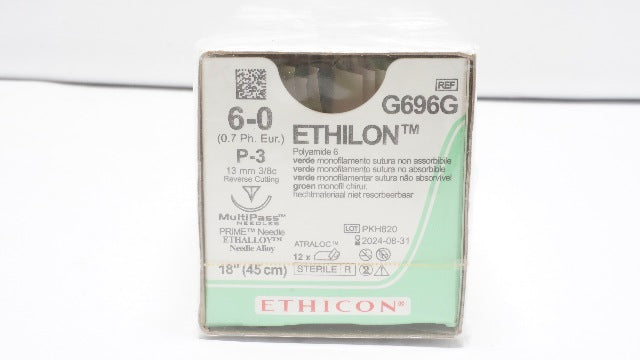 REF
G696G
6-0
(0.7 Ph. Eur.)
P-3
13 mm 3/8c
Reverse Cutting
MultiPass™
NEEDLES
PRIME™ Needle
ETHALLOY™
Needle Alloy
18" (45 cm)
ETHILON™
Polyamide 6
verde monofilamento sutura non assorbibile
verde monofilamento sutura no absorbible
verde monofilamentar sutura não absorvível
groen monofil chirur.
hechtmateriaal niet resorbeerbaar
LOT PKH820
2024-08-31
ATRALOC™
12 x
STERILE R
ETHICON®